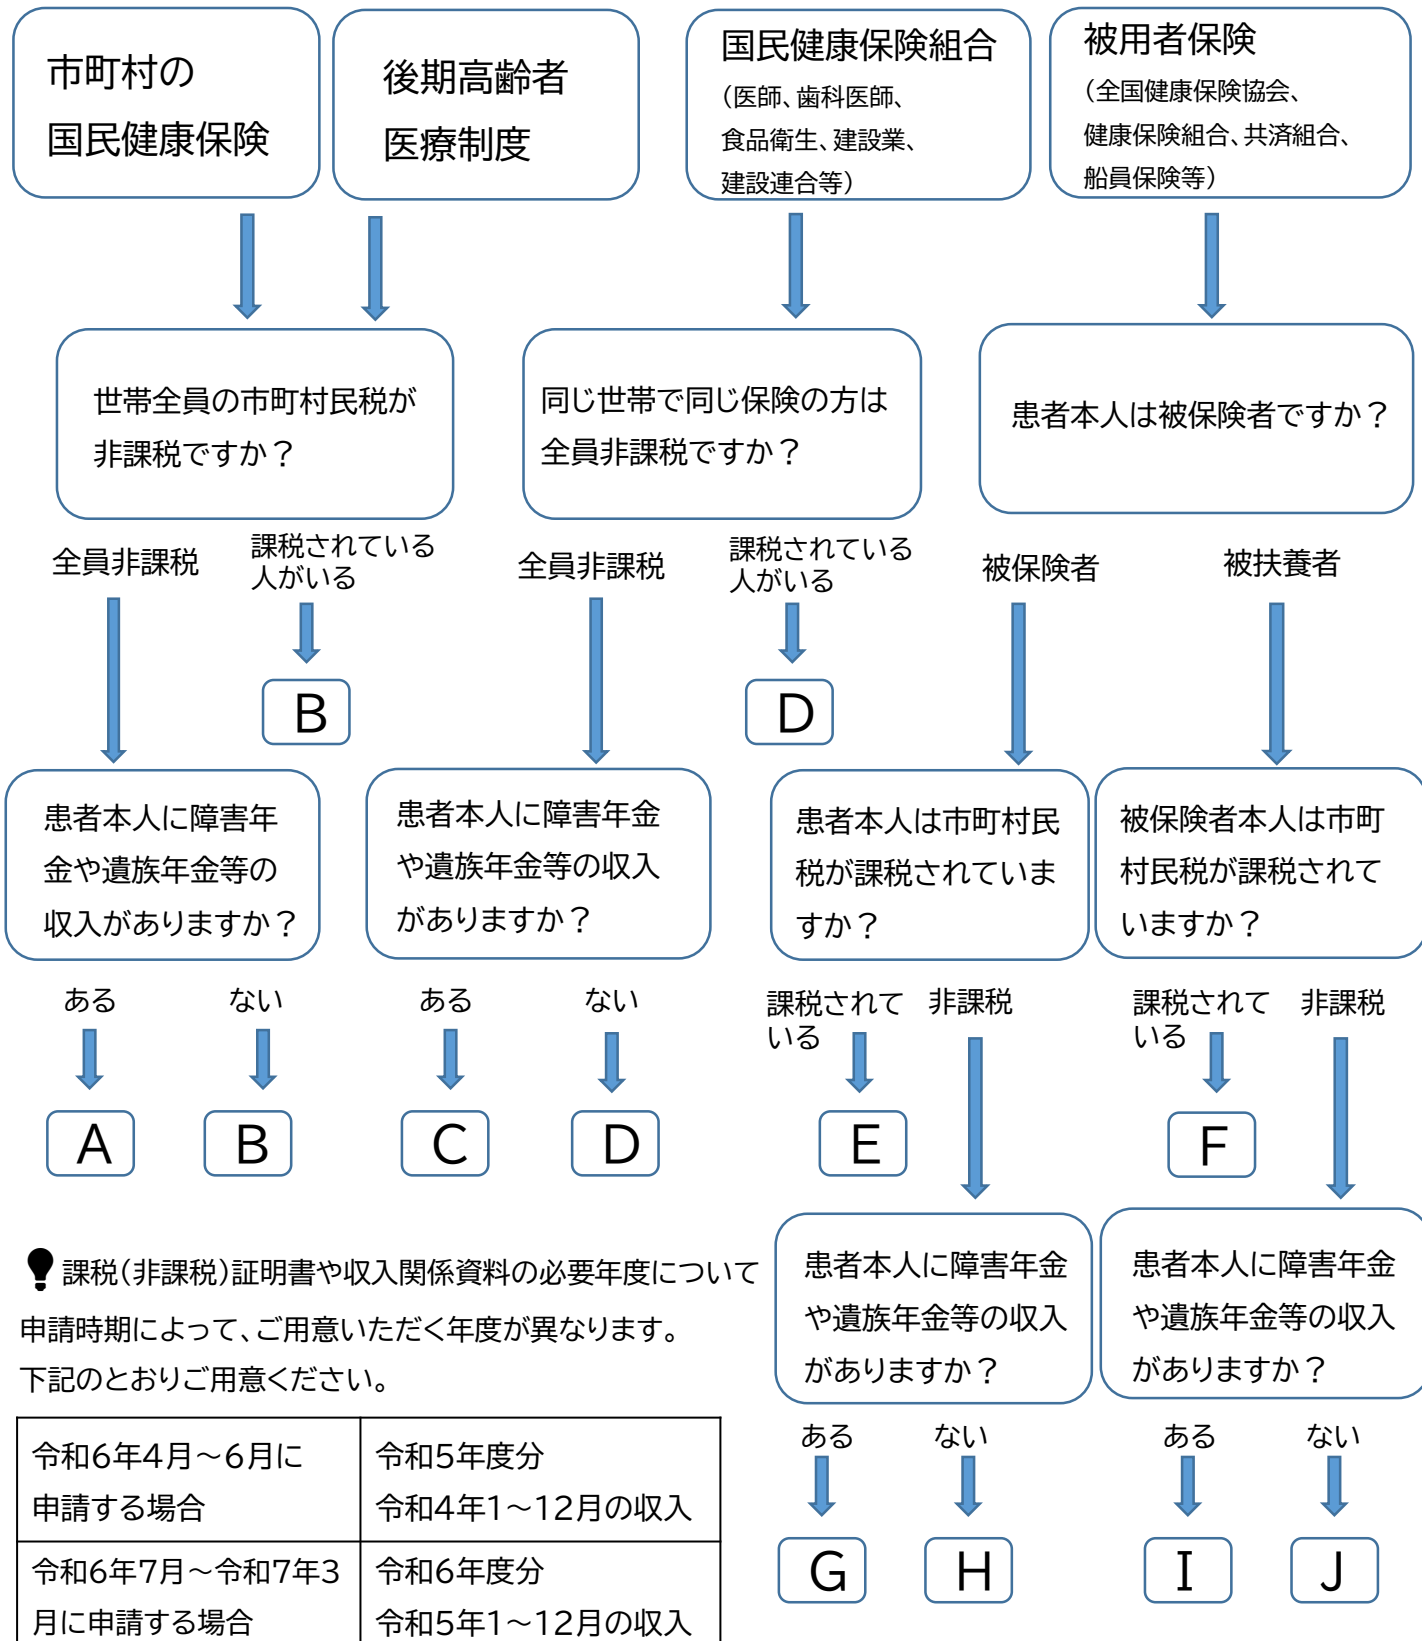 市町村の
国民健康保険
後期高齢者
医療制度
国民健康保険組合
（医師、歯科医師、
食品衛生、建設業、
建設連合等）
被用者保険
（全国健康保険協会、
健康保険組合、共済組合、
船員保険等）
世帯全員の市町村民税が
非課税ですか？
同じ世帯で同じ保険の方は
全員非課税ですか？
患者本人は被保険者ですか？
全員非課税
課税されている
人がいる
全員非課税
課税されている
人がいる
被保険者
被扶養者
B
D
患者本人に障害年
金や遺族年金等の
収入がありますか？
患者本人に障害年金
や遺族年金等の収入
がありますか？
患者本人は市町村民
税が課税されていま
すか？
被保険者本人は市町
村民税が課税されて
いますか？
ある
ない
ある
ない
課税されて
いる
非課税
課税されて
いる
非課税
A
B
C
D
E
F
課税（非課税）証明書や収入関係資料の必要年度について
申請時期によって、ご用意いただく年度が異なります。
下記のとおりご用意ください。
患者本人に障害年金
や遺族年金等の収入
がありますか？
患者本人に障害年金
や遺族年金等の収入
がありますか？
ある
ない
ある
ない
G
H
I
J
令和6年4月～6月に
申請する場合
令和5年度分
令和4年1～12月の収入
令和6年7月～令和7年3
月に申請する場合
令和6年度分
令和5年1～12月の収入